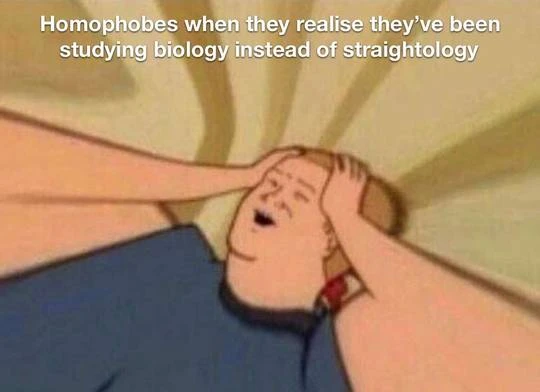 Homophobes when they realise they’ve been
studying biology instead of straightology